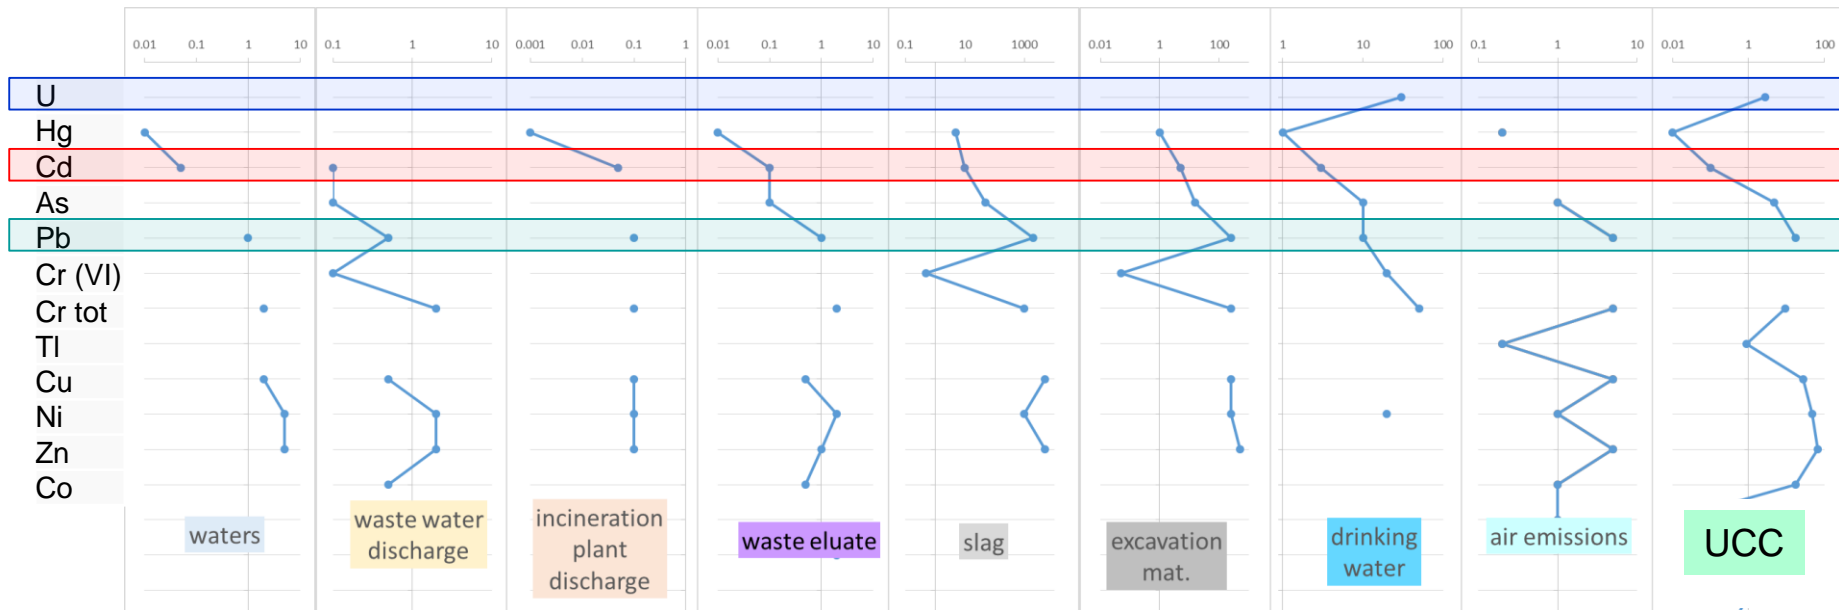 0.01 0.1 1 10 0.1 1 10 0.001 0.01 0.1 1 0.01 0.1 1 10 0.1 10 1000 0.01 1 100 1 10 100 0.1 1 10 0.01 1 100
U
Hg
Cd
As
Pb
Cr (VI)
Cr tot
Tl
Cu
Ni
Zn
Co
waters
waste water
discharge
incineration
plant
discharge
waste eluate
slag
excavation
mat.
drinking
water
air emissions
UCC